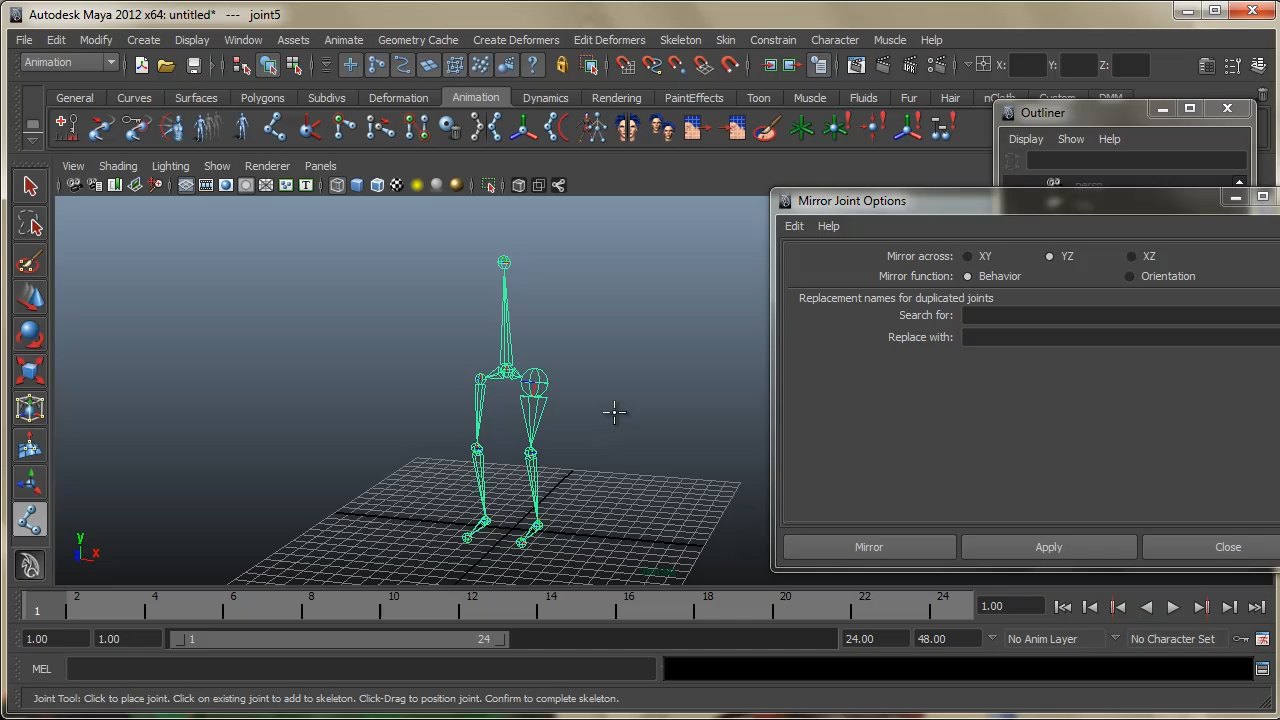 Autodesk Maya 2012 x64: untitled*   ---   joint5
File Edit Modify Create Display Window Assets Animate Geometry Cache Create Deformers Edit Deformers Skeleton Skin Constrain Character Muscle Help
Animation X: Y: Z:
General Curves Surfaces Polygons Subdivs Deformation Animation Dynamics Rendering PaintEffects Toon Muscle Fluids Fur Hair nCloth Custom DMM
Outliner
Display Show Help
View Shading Lighting Show Renderer Panels
persp
Mirror Joint Options
Edit Help
Mirror across: XY YZ XZ
Mirror function: Behavior Orientation
Replacement names for duplicated joints
Search for:
Replace with:
Mirror Apply Close
y
x
1 2 4 6 8 10 12 14 16 18 20 22 24 1.00
1.00 1.00 1 24 24.00 48.00 No Anim Layer No Character Set
MEL
Joint Tool: Click to place joint. Click on existing joint to add to skeleton. Click-Drag to position joint. Confirm to complete skeleton.